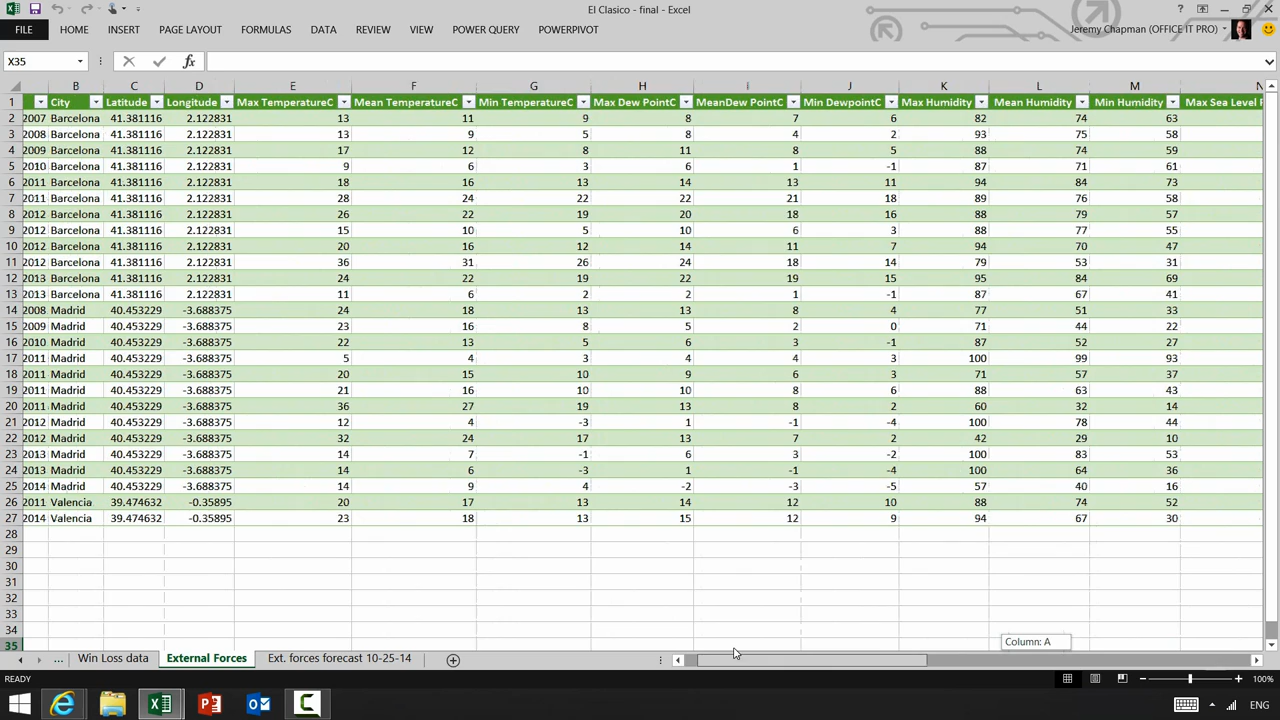 El Clasico - final - Excel
?
FILE HOME INSERT PAGE LAYOUT FORMULAS DATA REVIEW VIEW POWER QUERY POWERPIVOT Jeremy Chapman (OFFICE IT PRO)
X35 fx
B C D E F G H I J K L M N
1 City Latitude Longitude Max TemperatureC Mean TemperatureC Min TemperatureC Max Dew PointC MeanDew PointC Min DewpointC Max Humidity Mean Humidity Min Humidity Max Sea Level
2 2007 Barcelona 41.381116 2.122831 13 11 9 8 7 6 82 74 63
3 2008 Barcelona 41.381116 2.122831 13 9 5 8 4 2 93 75 58
4 2009 Barcelona 41.381116 2.122831 17 12 8 11 8 5 88 74 59
5 2010 Barcelona 41.381116 2.122831 9 6 3 6 1 -1 87 71 61
6 2011 Barcelona 41.381116 2.122831 18 16 13 14 13 11 94 84 73
7 2011 Barcelona 41.381116 2.122831 28 24 22 22 21 18 89 76 58
8 2012 Barcelona 41.381116 2.122831 26 22 19 20 18 16 88 79 57
9 2012 Barcelona 41.381116 2.122831 15 10 5 10 6 3 88 77 55
10 2012 Barcelona 41.381116 2.122831 20 16 12 14 11 7 94 70 47
11 2012 Barcelona 41.381116 2.122831 36 31 26 24 18 14 79 53 31
12 2013 Barcelona 41.381116 2.122831 24 22 19 22 19 15 95 84 69
13 2013 Barcelona 41.381116 2.122831 11 6 2 2 1 -1 87 67 41
14 2008 Madrid 40.453229 -3.688375 24 18 13 13 8 4 77 51 33
15 2009 Madrid 40.453229 -3.688375 23 16 8 5 2 0 71 44 22
16 2010 Madrid 40.453229 -3.688375 22 13 5 6 3 -1 87 52 27
17 2011 Madrid 40.453229 -3.688375 5 4 3 4 4 3 100 99 93
18 2011 Madrid 40.453229 -3.688375 20 15 10 9 6 3 71 57 37
19 2011 Madrid 40.453229 -3.688375 21 16 10 10 8 6 88 63 43
20 2011 Madrid 40.453229 -3.688375 36 27 19 13 8 2 60 32 14
21 2012 Madrid 40.453229 -3.688375 12 4 -3 1 -1 -4 100 78 44
22 2012 Madrid 40.453229 -3.688375 32 24 17 13 7 2 42 29 10
23 2013 Madrid 40.453229 -3.688375 14 7 -1 6 3 -2 100 83 53
24 2013 Madrid 40.453229 -3.688375 14 6 -3 1 -1 -4 100 64 36
25 2014 Madrid 40.453229 -3.688375 14 9 4 -2 -3 -5 57 40 16
26 2011 Valencia 39.474632 -0.35895 20 17 13 14 12 10 88 74 52
27 2014 Valencia 39.474632 -0.35895 23 18 13 15 12 9 94 67 30
28
29
30
31
32
33
34
35
Column: A
... Win Loss data External Forces Ext. forces forecast 10-25-14
READY 100%
ENG